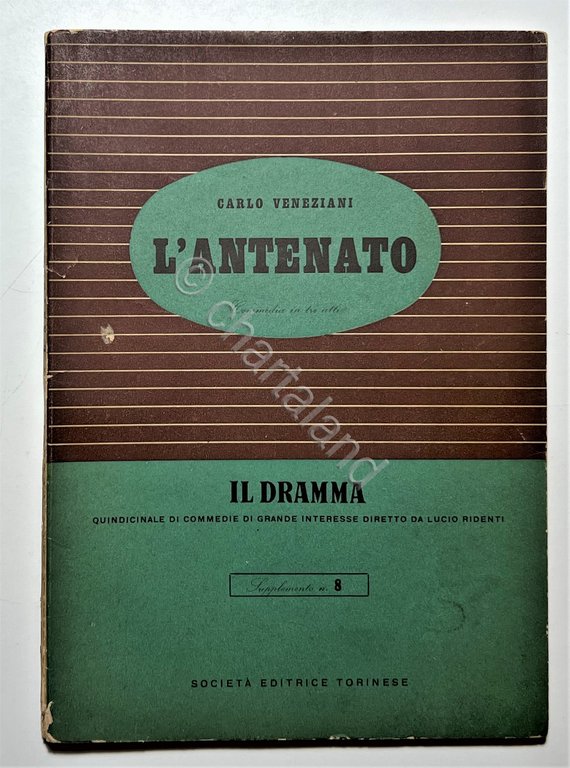 CARLO VENEZIANI
L'ANTENATO
Commedia in tre atti
© chartaland
IL DRAMMA
QUINDICINALE DI COMMEDIE DI GRANDE INTERESSE DIRETTO DA LUCIO RIDENTI
Supplemento n. 8
SOCIETÀ EDITRICE TORINESE